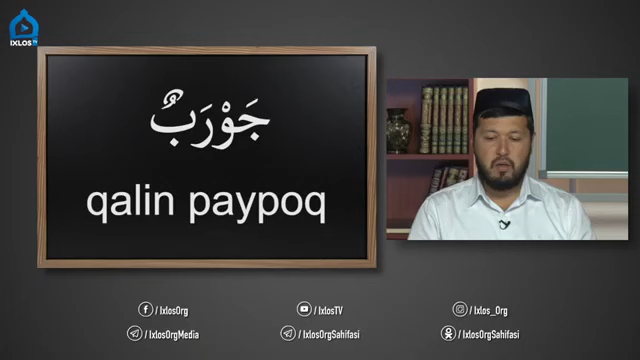 IXLOS TV
جَوْرَبٌ
qalin paypoq
/ IxlosOrg
/ IxlosTV
/ Ixlos_Org
/ IxlosOrgMedia
/ IxlosOrgSahifasi
/ IxlosOrgSahifasi